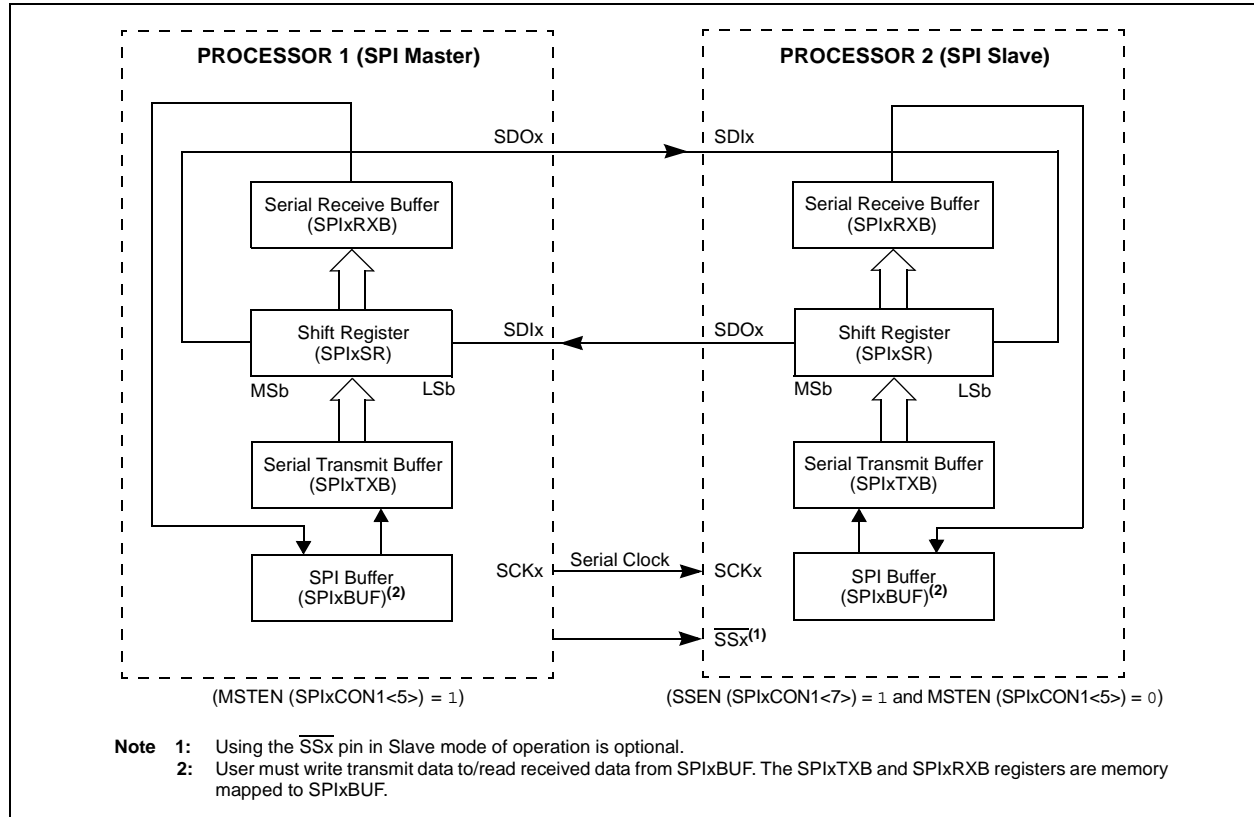 PROCESSOR 1 (SPI Master)
SDOx
Serial Receive Buffer
(SPIxRXB)
Shift Register
(SPIxSR)
SDIx
MSb
LSb
Serial Transmit Buffer
(SPIxTXB)
SPI Buffer
(SPIxBUF)(2)
SCKx
Serial Clock
(MSTEN (SPIxCON1<5>) = 1)
PROCESSOR 2 (SPI Slave)
SDIx
Serial Receive Buffer
(SPIxRXB)
SDOx
Shift Register
(SPIxSR)
MSb
LSb
Serial Transmit Buffer
(SPIxTXB)
SCKx
SPI Buffer
(SPIxBUF)(2)
SSx(1)
(SSEN (SPIxCON1<7>) = 1 and MSTEN (SPIxCON1<5>) = 0)
Note 1: Using the SSx pin in Slave mode of operation is optional.
2: User must write transmit data to/read received data from SPIxBUF. The SPIxTXB and SPIxRXB registers are memory
mapped to SPIxBUF.